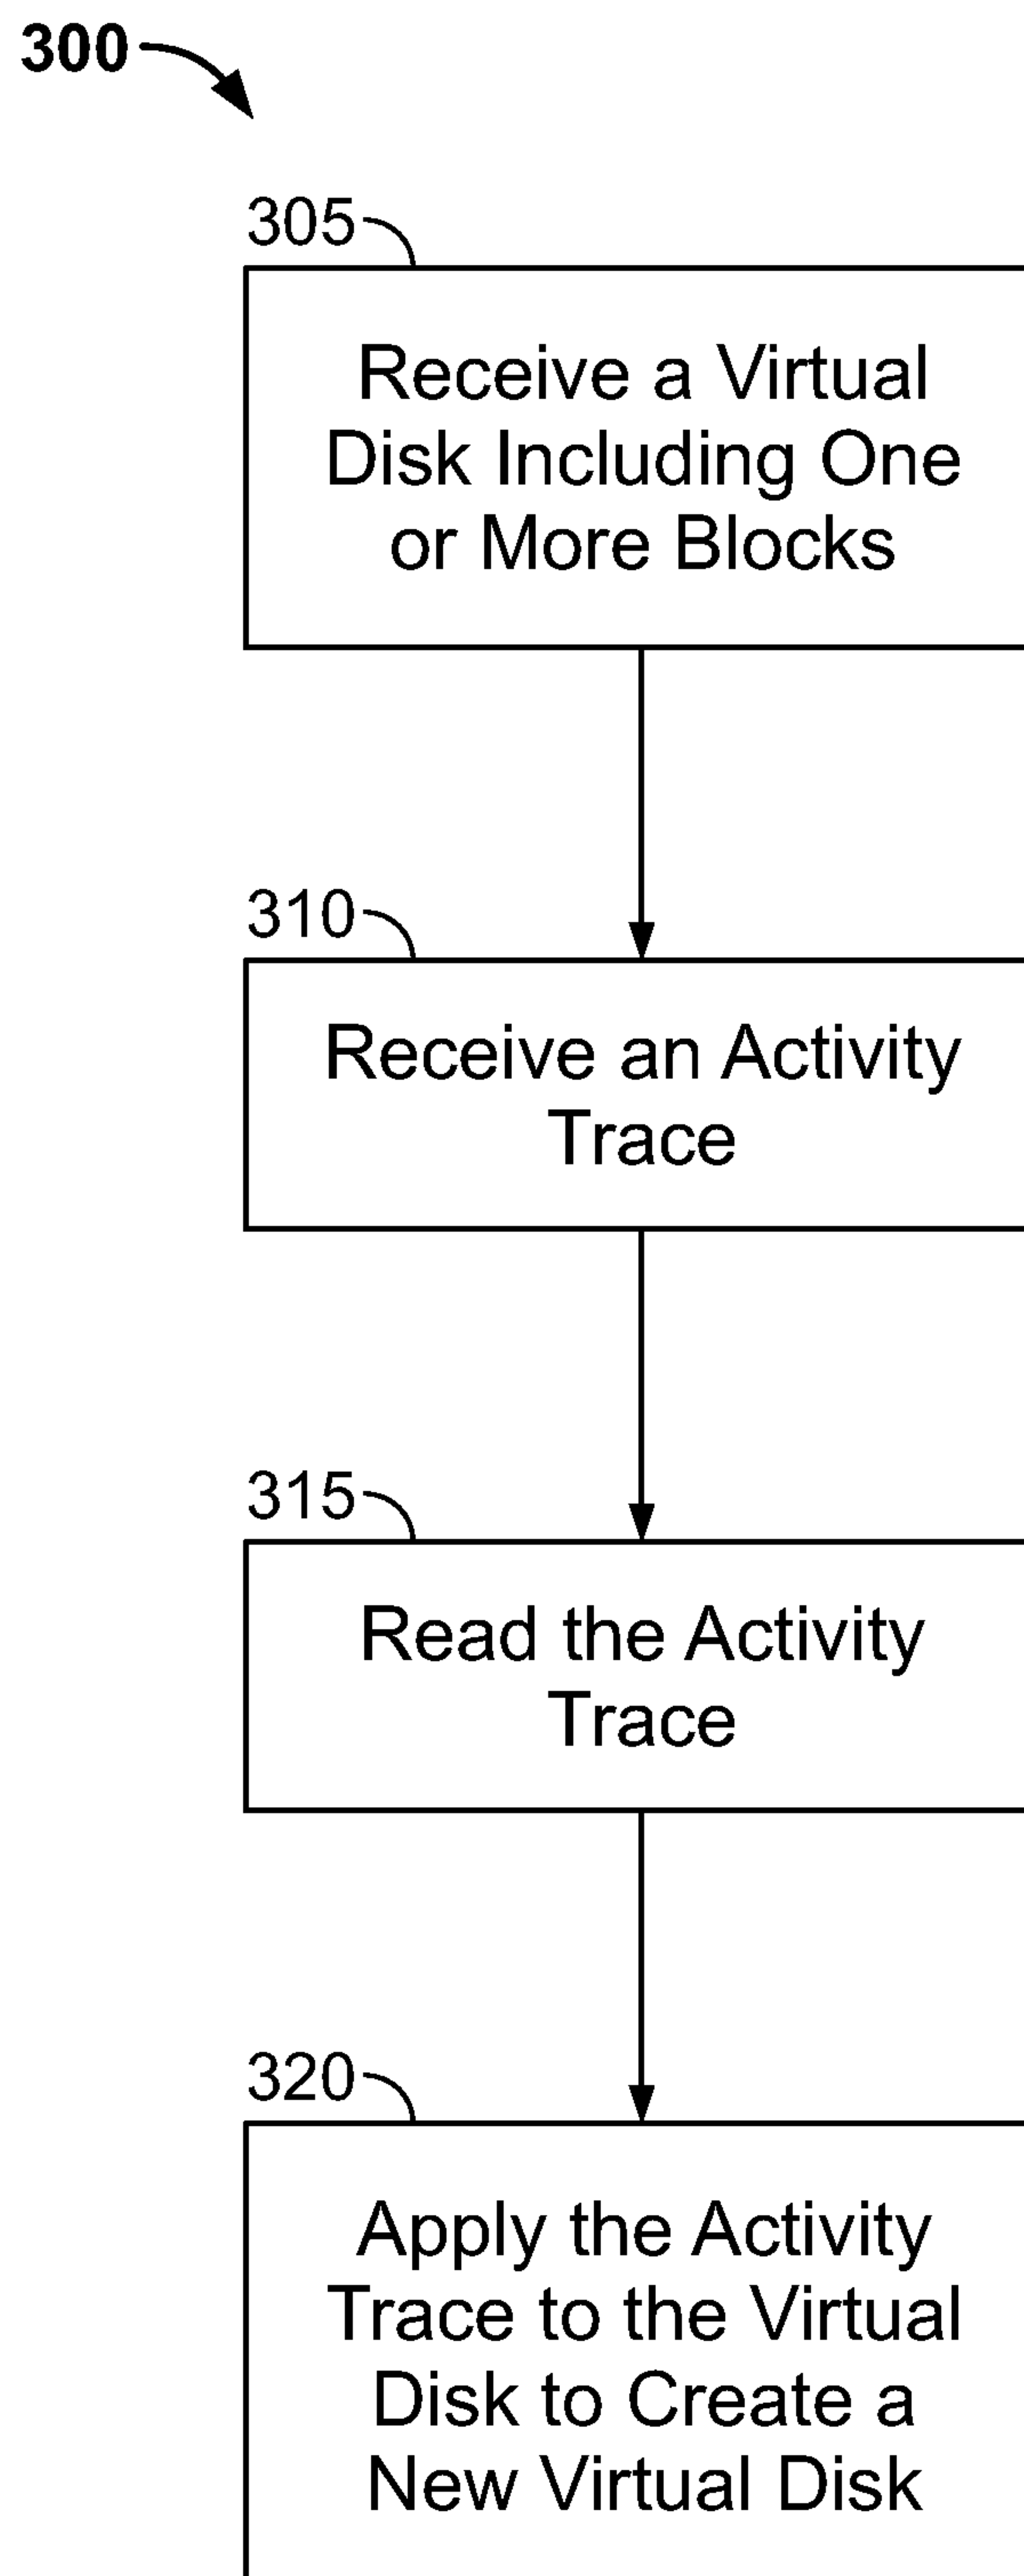 300
305
Receive a Virtual
Disk Including One
or More Blocks
310
Receive an Activity
Trace
315
Read the Activity
Trace
320
Apply the Activity
Trace to the Virtual
Disk to Create a
New Virtual Disk